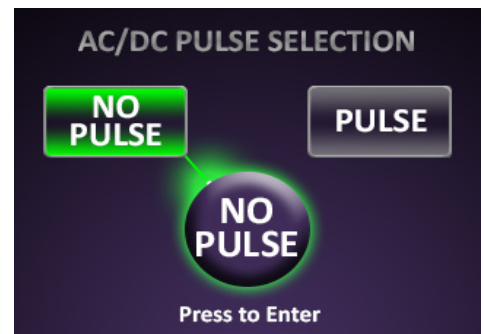 AC/DC PULSE SELECTION
NO
PULSE
PULSE
NO
PULSE
Press to Enter